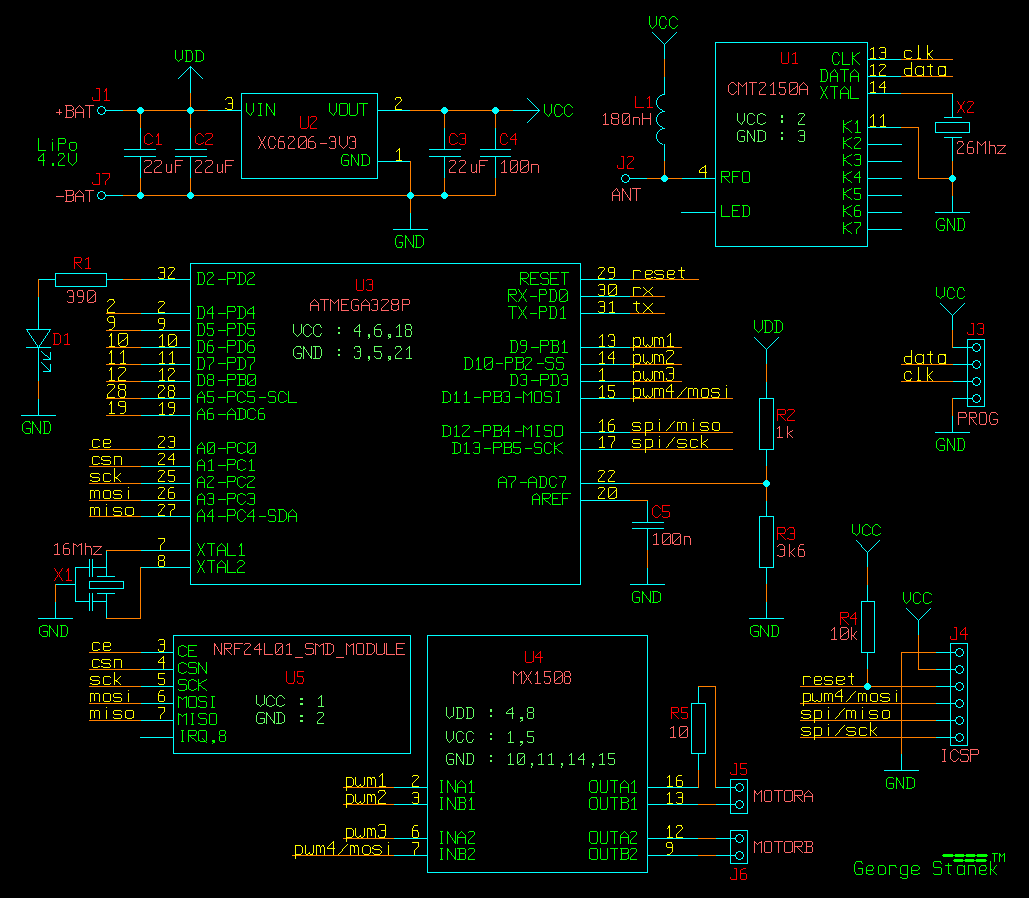 VDD
J1
+BAT
LiPo
4.2V
J7
-BAT
C1
22uF
C2
22uF
3
VIN
VOUT
2
U2
XC6206-3V3
GND
1
C3
22uF
C4
100n
VCC
GND
VCC
L1
180nH
J2
ANT
4
RFO
LED
U1
CMT2150A
VCC : 2
GND : 3
CLK
13
clk
DATA
12
data
XTAL
14
K1
11
K2
K3
K4
K5
K6
K7
X2
26Mhz
GND
R1
390
D1
GND
32
D2-PD2
2
2
D4-PD4
9
9
D5-PD5
10
10
D6-PD6
11
11
D7-PD7
12
12
D8-PB0
28
28
A5-PC5-SCL
19
19
A6-ADC6
ce
23
A0-PC0
csn
24
A1-PC1
sck
25
A2-PC2
mosi
26
A3-PC3
miso
27
A4-PC4-SDA
7
XTAL1
8
XTAL2
16Mhz
X1
GND
U3
ATMEGA328P
VCC : 4,6,18
GND : 3,5,21
RESET
29
reset
RX-PD0
30
rx
TX-PD1
31
tx
D9-PB1
13
pwm1
D10-PB2-SS
14
pwm2
D3-PD3
1
pwm3
D11-PB3-MOSI
15
pwm4/mosi
D12-PB4-MISO
16
spi/miso
D13-PB5-SCK
17
spi/sck
A7-ADC7
22
AREF
20
C5
100n
GND
VDD
R2
1k
R3
3k6
GND
VCC
J3
data
clk
PROG
GND
VCC
R4
10k
VCC
J4
reset
pwm4/mosi
spi/miso
spi/sck
ICSP
GND
ce
3
CE
csn
4
CSN
sck
5
SCK
mosi
6
MOSI
miso
7
MISO
IRQ,8
NRF24L01_SMD_MODULE
U5
VCC : 1
GND : 2
U4
MX1508
VDD : 4,8
VCC : 1,5
GND : 10,11,14,15
pwm1
2
INA1
pwm2
3
INB1
pwm3
6
INA2
pwm4/mosi
7
INB2
OUTA1
16
OUTB1
13
OUTA2
12
OUTB2
9
R5
10
J5
MOTORA
MOTORB
J6
George Stanek TM